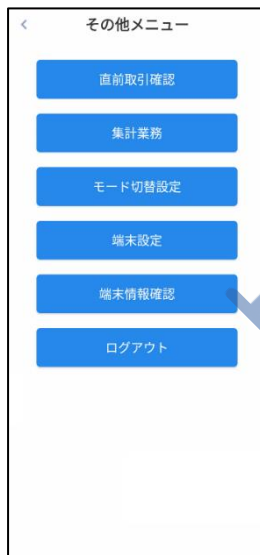 その他メニュー
直前取引確認
集計業務
モード切替設定
端末設定
端末情報確認
ログアウト